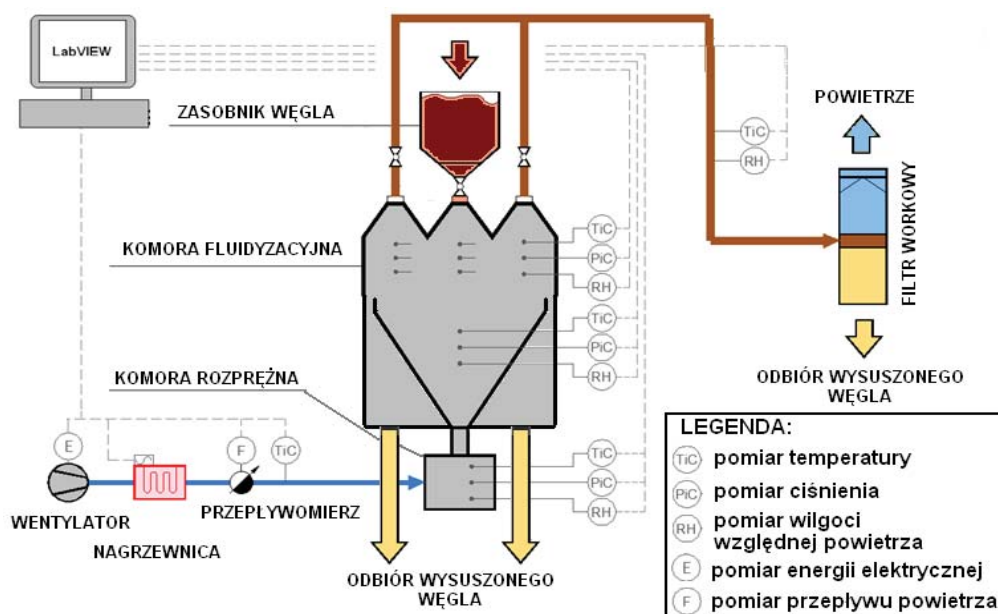 LabVIEW
ZASOBNIK WĘGLA
POWIETRZE
TiC
RH
KOMORA FLUIDYZACYJNA
TiC
PiC
RH
FILTR WORKOWY
TiC
PiC
RH
KOMORA ROZPRĘŻNA
ODBIÓR WYSUSZONEGO
WĘGLA
E
F
TiC
TiC
PiC
RH
WENTYLATOR
NAGRZEWNICA
PRZEPŁYWOMIERZ
ODBIÓR WYSUSZONEGO
WĘGLA
LEGENDA:
TiC pomiar temperatury
PiC pomiar ciśnienia
RH pomiar wilgoci
względnej powietrza
E pomiar energii elektrycznej
F pomiar przepływu powietrza